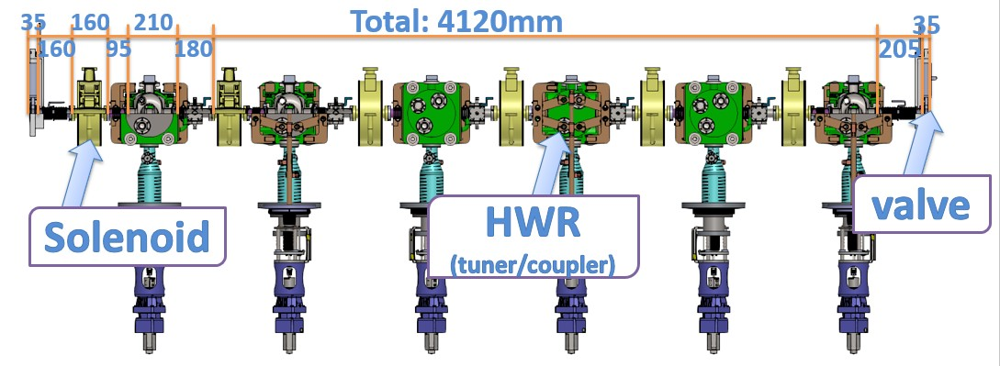 Total: 4120mm
35 160 210 35
160 95 180 205
Solenoid
HWR
(tuner/coupler)
valve